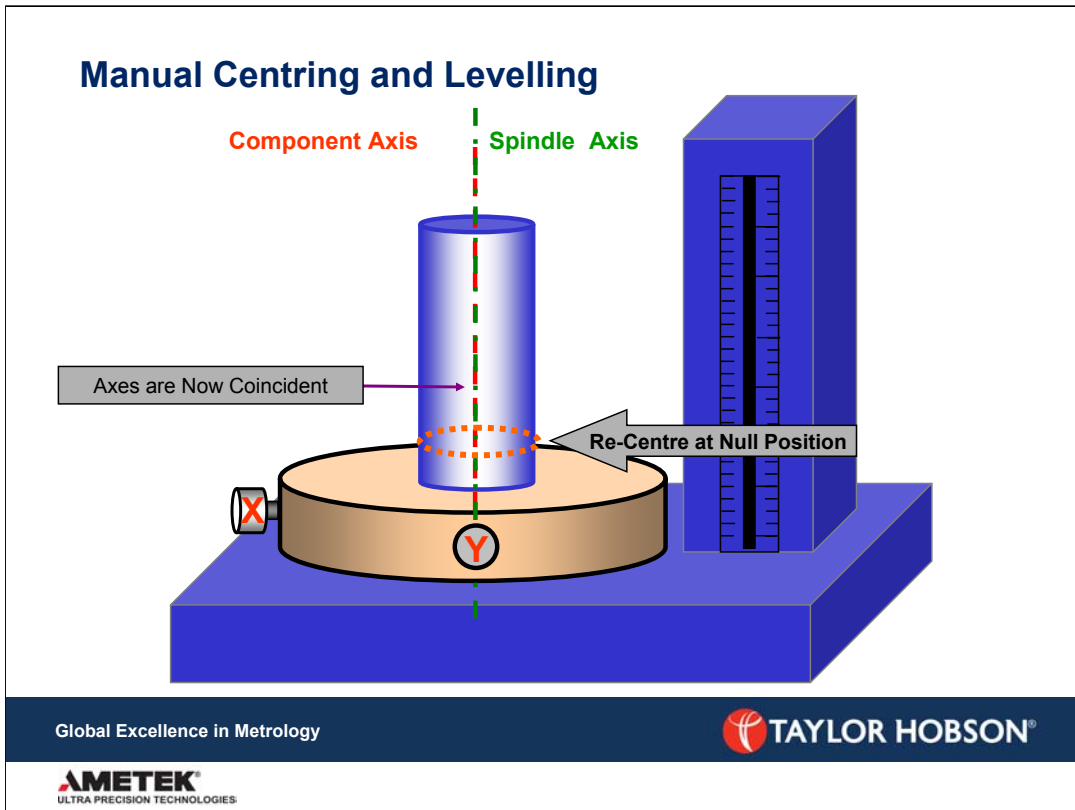 Manual Centring and Levelling
Component Axis
Spindle Axis
Axes are Now Coincident
Re-Centre at Null Position
X
Y
Global Excellence in Metrology
TAYLOR HOBSON®
AMETEK®
ULTRA PRECISION TECHNOLOGIES